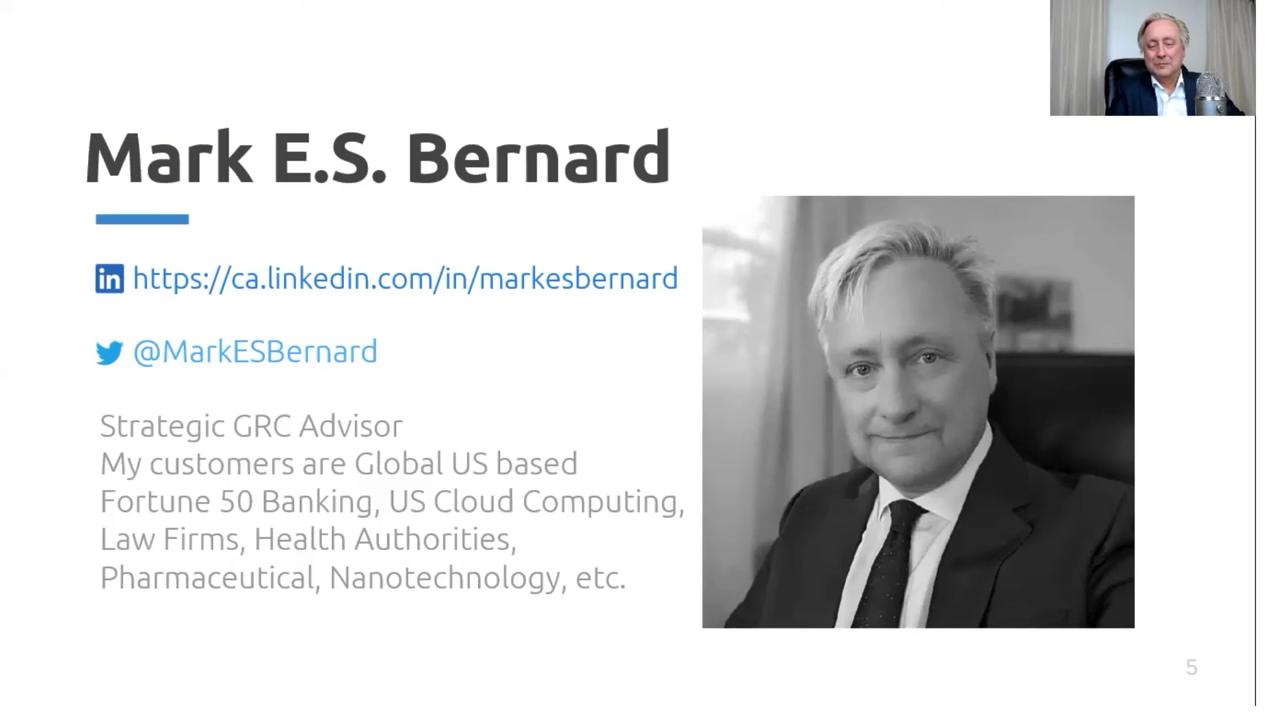 Mark E.S. Bernard
in https://ca.linkedin.com/in/markesbernard
@MarkESBernard
Strategic GRC Advisor
My customers are Global US based
Fortune 50 Banking, US Cloud Computing,
Law Firms, Health Authorities,
Pharmaceutical, Nanotechnology, etc.
5